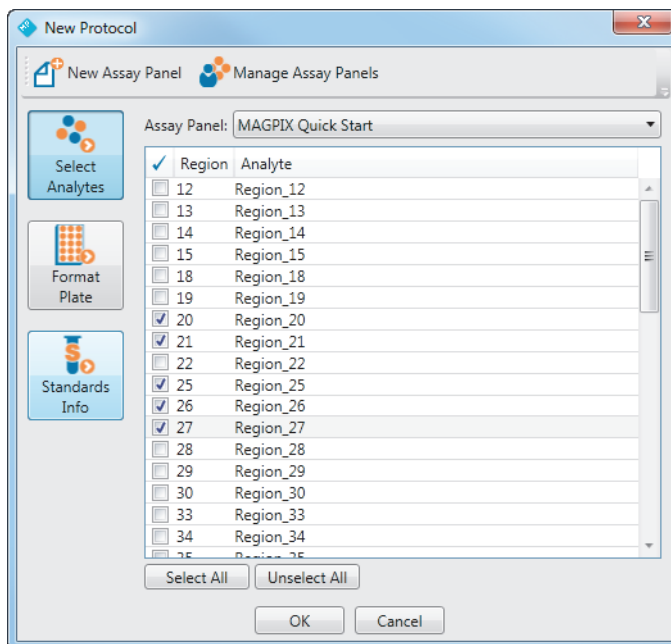 New Protocol
New Assay Panel Manage Assay Panels
Select
Analytes
Format
Plate
Standards
Info
Assay Panel: MAGPIX Quick Start
Region Analyte
12 Region_12
13 Region_13
14 Region_14
15 Region_15
18 Region_18
19 Region_19
20 Region_20
21 Region_21
22 Region_22
25 Region_25
26 Region_26
27 Region_27
28 Region_28
29 Region_29
30 Region_30
33 Region_33
34 Region_34
35 Region_35
Select All Unselect All
OK Cancel